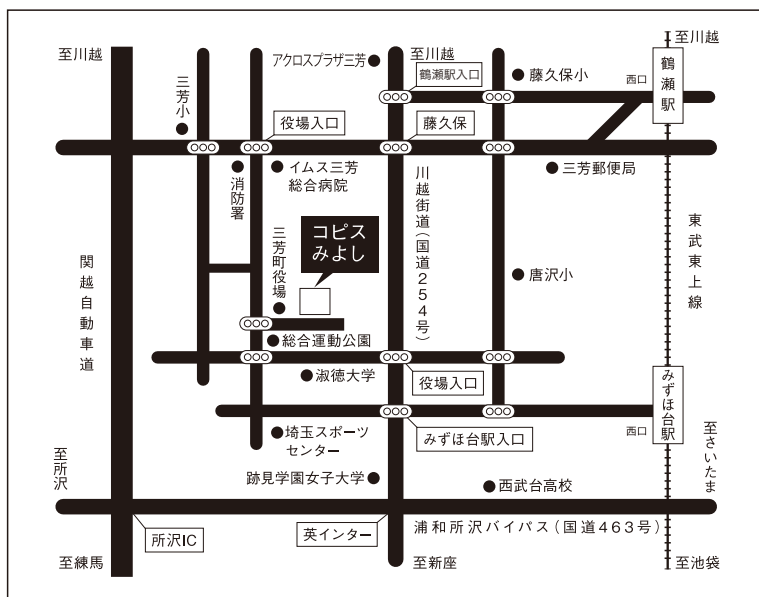 至川越
至川越
至川越
アクロスプラザ三芳
鶴瀬駅入口
藤久保小
西口
鶴瀬駅
三芳小
役場入口
藤久保
消防署
イムス三芳
総合病院
三芳郵便局
コピス
みよし
三芳町役場
川越街道(国道254号)
唐沢小
東武東上線
関越自動車道
総合運動公園
淑徳大学
役場入口
みずほ台駅
埼玉スポーツ
センター
みずほ台駅入口
西口
至さいたま
至所沢
跡見学園女子大学
西武台高校
所沢IC
英インター
浦和所沢バイパス(国道463号)
至練馬
至新座
至池袋